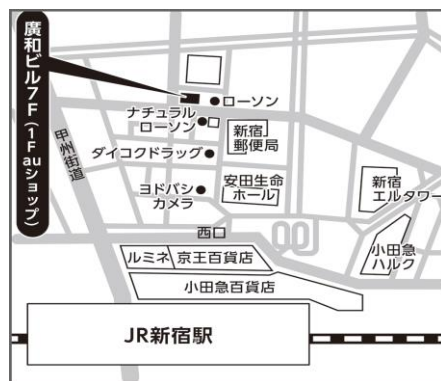 廣和ビル7F(1F auショップ)
甲州街道
ローソン
ナチュラル
ローソン
新宿
郵便局
ダイコクドラッグ
ヨドバシ
カメラ
安田生命
ホール
新宿
エルタワー
西口
小田急
ハルク
ルミネ
京王百貨店
小田急百貨店
JR新宿駅